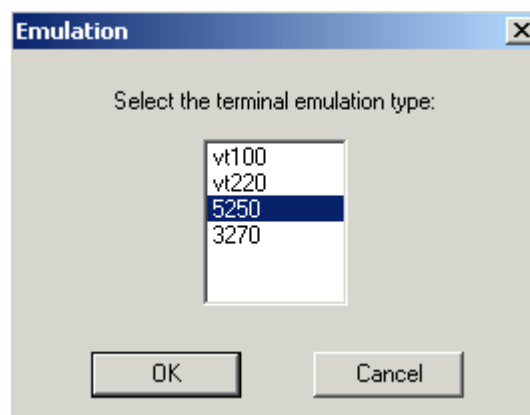 Emulation
Select the terminal emulation type:
vt100
vt220
5250
3270
OK
Cancel